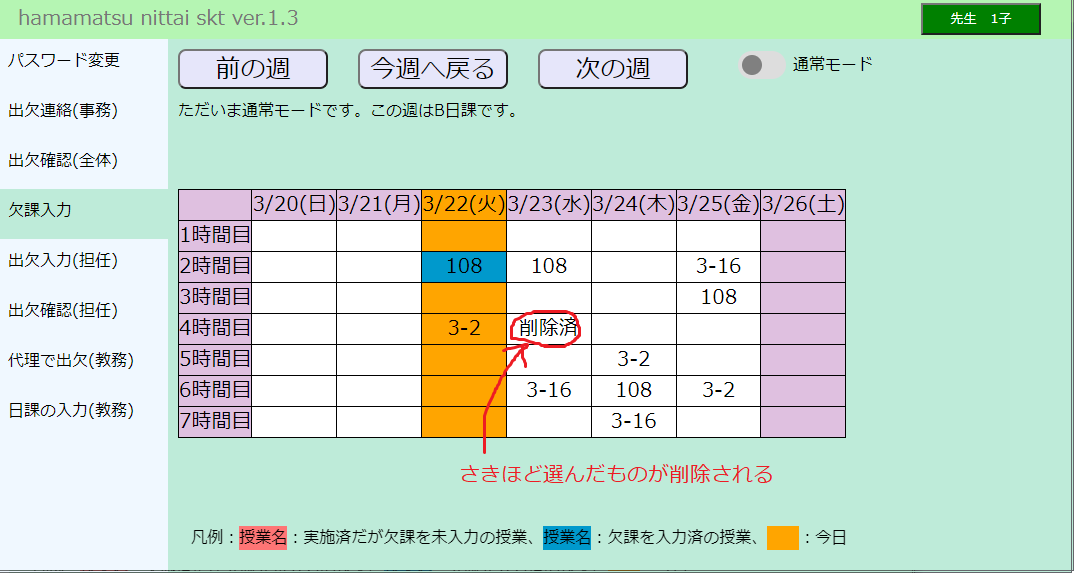 hamamatsu nittai skt ver.1.3
先生　1子
パスワード変更
出欠連絡(事務)
出欠確認(全体)
欠課入力
出欠入力(担任)
出欠確認(担任)
代理で出欠(教務)
日課の入力(教務)
前の週 今週へ戻る 次の週 通常モード
ただいま通常モードです。この週はB日課です。
3/20(日) 3/21(月) 3/22(火) 3/23(水) 3/24(木) 3/25(金) 3/26(土)
1時間目
2時間目 108 108 3-16
3時間目 108
4時間目 3-2 削除済
5時間目 3-2
6時間目 3-16 108 3-2
7時間目 3-16
さきほど選んだものが削除される
凡例：授業名：実施済だが欠課を未入力の授業、授業名：欠課を入力済の授業、　：今日